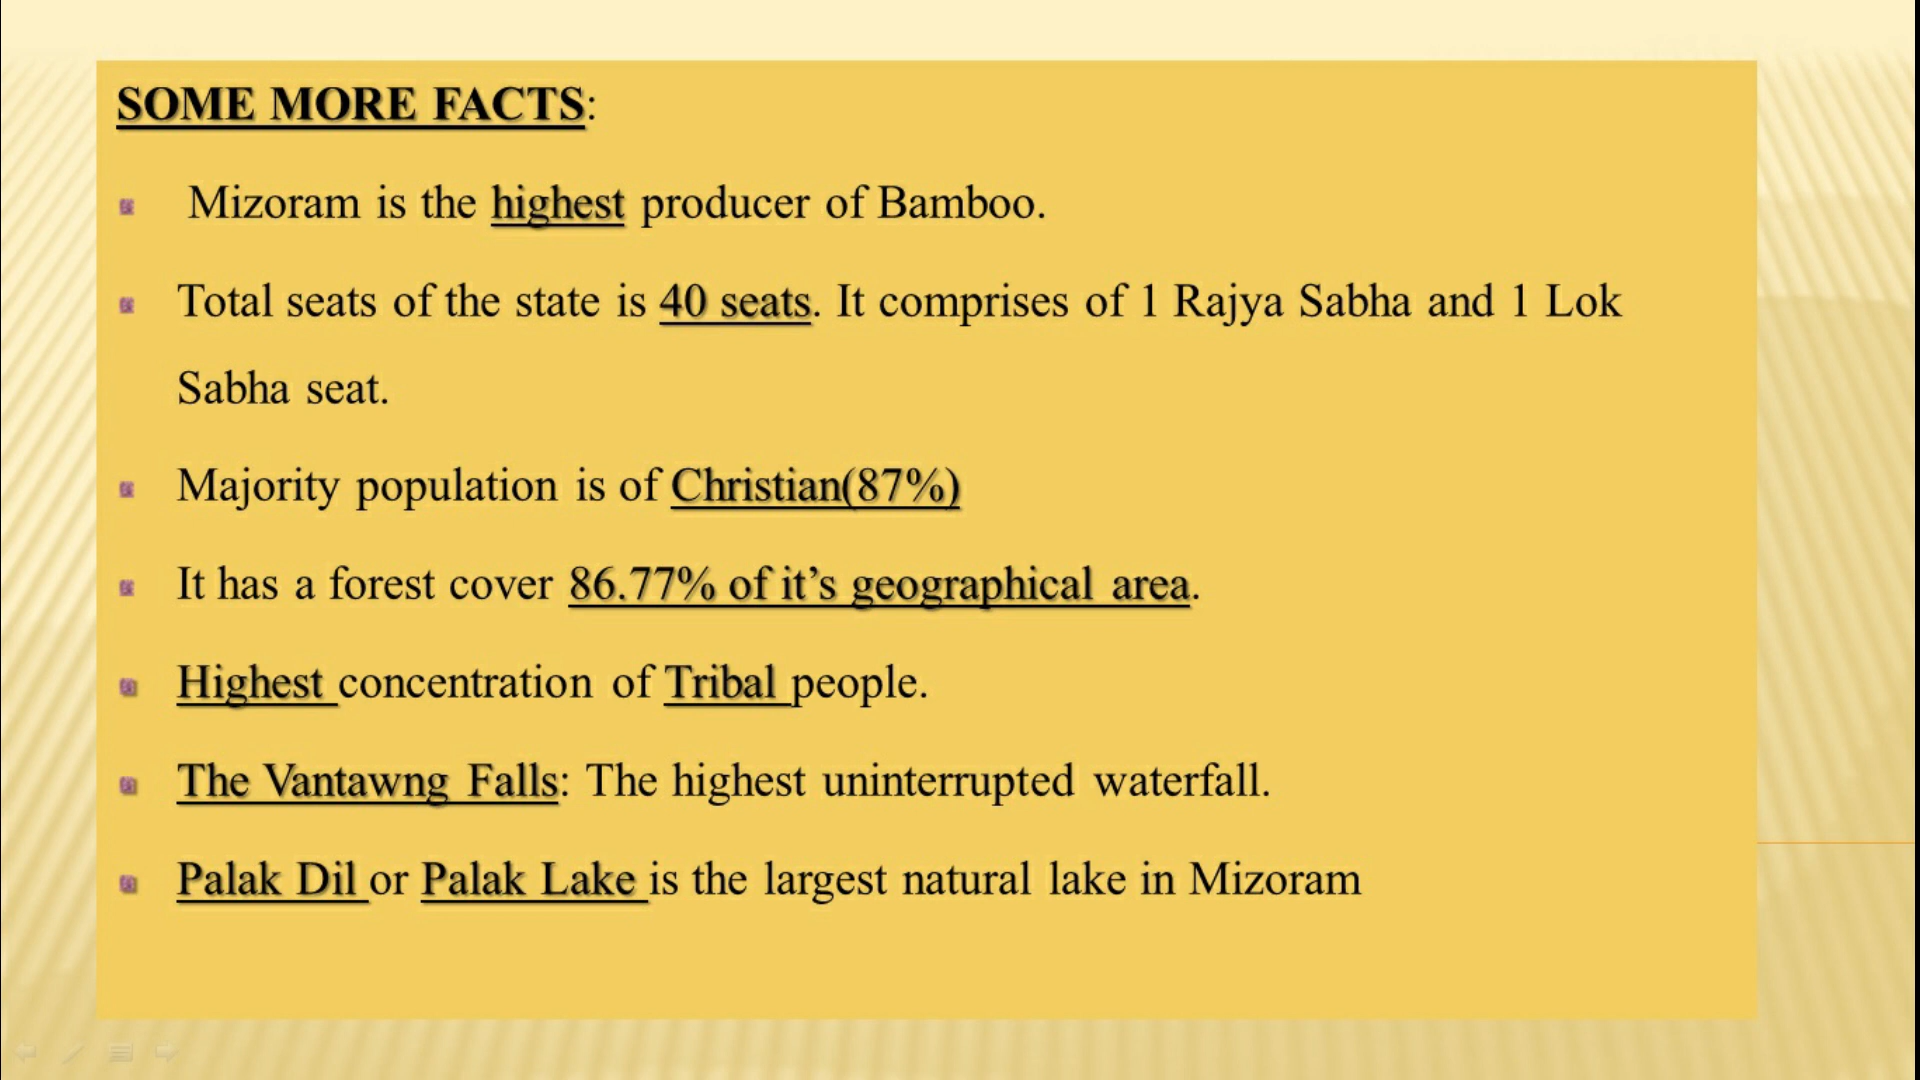 SOME MORE FACTS:
Mizoram is the highest producer of Bamboo.
Total seats of the state is 40 seats. It comprises of 1 Rajya Sabha and 1 Lok
Sabha seat.
Majority population is of Christian(87%)
It has a forest cover 86.77% of it’s geographical area.
Highest concentration of Tribal people.
The Vantawng Falls: The highest uninterrupted waterfall.
Palak Dil or Palak Lake is the largest natural lake in Mizoram